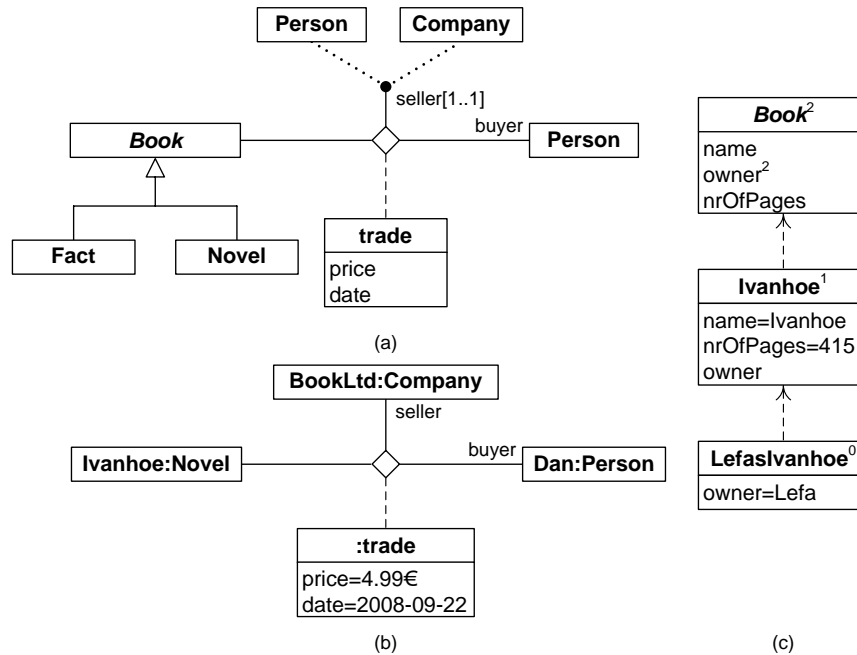 Person
Company
seller[1..1]
Book
buyer
Person
Fact
Novel
trade
price
date
(a)
BookLtd:Company
seller
Ivanhoe:Novel
buyer
Dan:Person
:trade
price=4.99€
date=2008-09-22
(b)
Book²
name
owner²
nrOfPages
Ivanhoe¹
name=Ivanhoe
nrOfPages=415
owner
LefasIvanhoe⁰
owner=Lefa
(c)